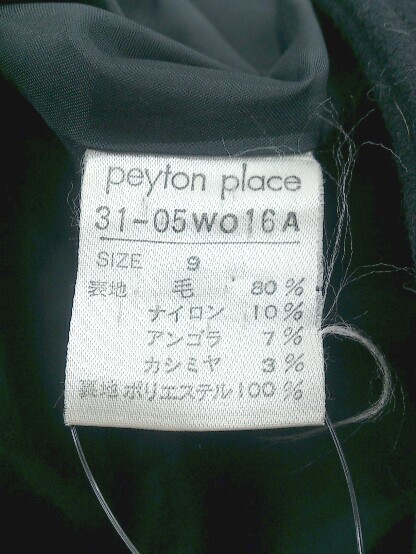 peyton place
31-05WO16A
SIZE 9
表地 毛 80%
ナイロン 10%
アンゴラ 7%
カシミヤ 3%
裏地 ポリエステル 100%